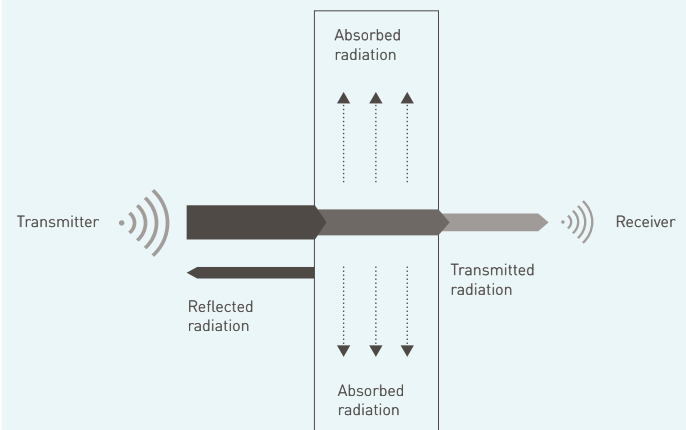 Absorbed
radiation
Transmitter
Receiver
Transmitted
radiation
Reflected
radiation
Absorbed
radiation